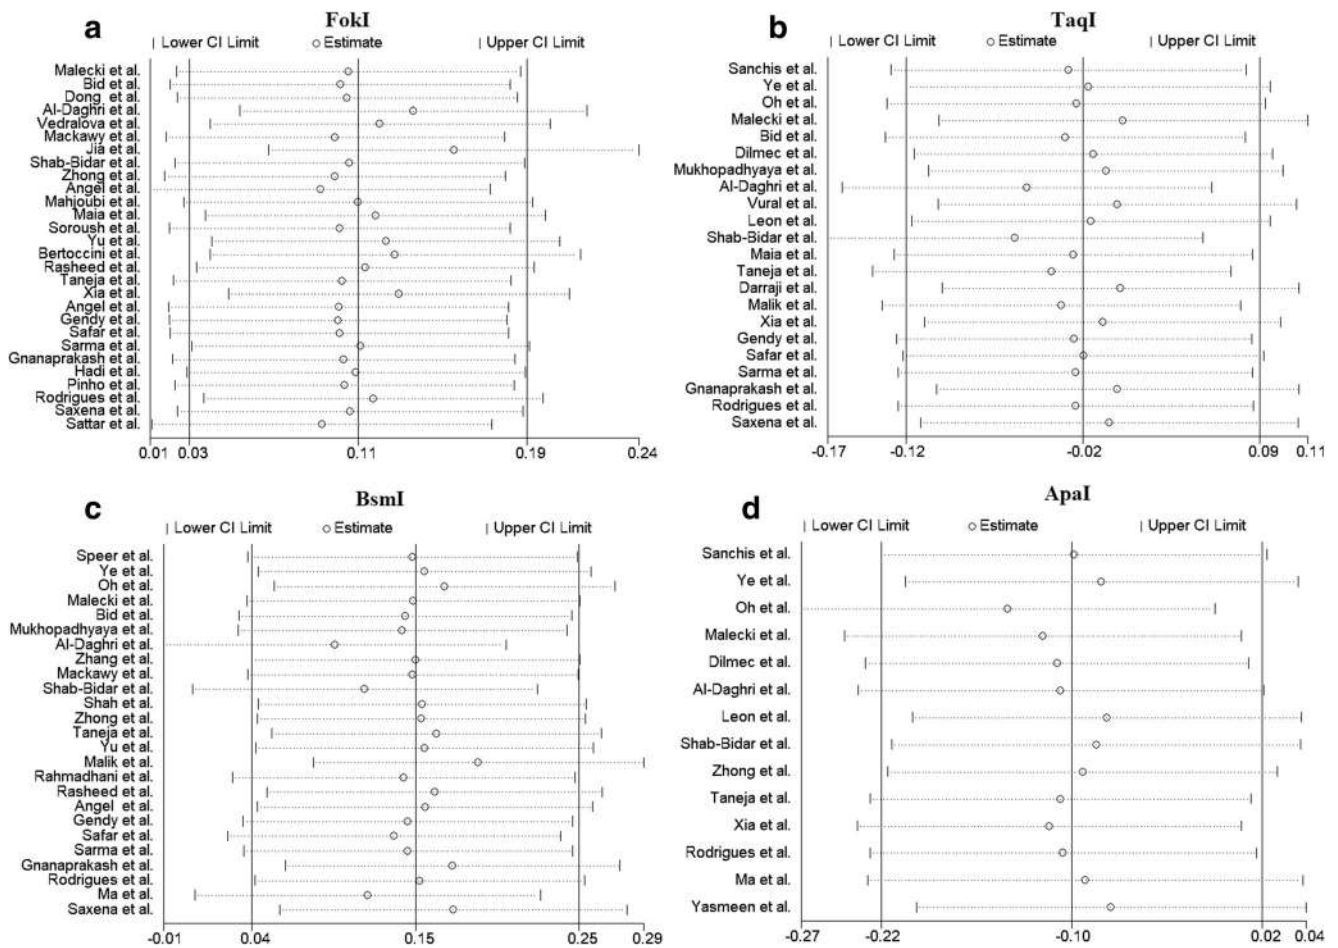 a FokI
| Lower CI Limit ○ Estimate | Upper CI Limit
Malecki et al.
Bid et al.
Dong et al.
Al-Daghri et al.
Vedralova et al.
Mackawy et al.
Jia et al.
Shab-Bidar et al.
Zhong et al.
Angel et al.
Mahjoubi et al.
Maia et al.
Soroush et al.
Yu et al.
Bertoccini et al.
Rasheed et al.
Taneja et al.
Xia et al.
Angel et al.
Gendy et al.
Safar et al.
Sarma et al.
Gnanaprakash et al.
Hadi et al.
Pinho et al.
Rodrigues et al.
Saxena et al.
Sattar et al.
0.01 0.03 0.11 0.19 0.24
b TaqI
| Lower CI Limit ○ Estimate | Upper CI Limit
Sanchis et al.
Ye et al.
Oh et al.
Malecki et al.
Bid et al.
Dilmec et al.
Mukhopadhyaya et al.
Al-Daghri et al.
Vural et al.
Leon et al.
Shab-Bidar et al.
Maia et al.
Taneja et al.
Darraji et al.
Malik et al.
Xia et al.
Gendy et al.
Safar et al.
Sarma et al.
Gnanaprakash et al.
Rodrigues et al.
Saxena et al.
-0.17 -0.12 -0.02 0.09 0.11
c BsmI
| Lower CI Limit ○ Estimate | Upper CI Limit
Speer et al.
Ye et al.
Oh et al.
Malecki et al.
Bid et al.
Mukhopadhyaya et al.
Al-Daghri et al.
Zhang et al.
Mackawy et al.
Shab-Bidar et al.
Shah et al.
Zhong et al.
Taneja et al.
Yu et al.
Malik et al.
Rahmadhani et al.
Rasheed et al.
Angel et al.
Gendy et al.
Safar et al.
Sarma et al.
Gnanaprakash et al.
Rodrigues et al.
Ma et al.
Saxena et al.
-0.01 0.04 0.15 0.25 0.29
d ApaI
| Lower CI Limit ○ Estimate | Upper CI Limit
Sanchis et al.
Ye et al.
Oh et al.
Malecki et al.
Dilmec et al.
Al-Daghri et al.
Leon et al.
Shab-Bidar et al.
Zhong et al.
Taneja et al.
Xia et al.
Rodrigues et al.
Ma et al.
Yasmeen et al.
-0.27 -0.22 -0.10 0.02 0.04